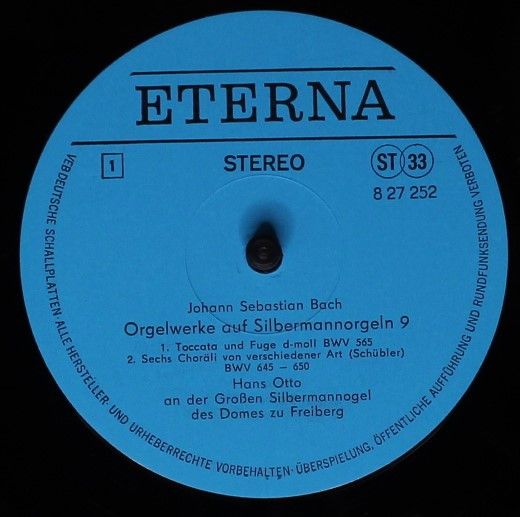 ETERNA
1
STEREO
ST 33
8 27 252
Johann Sebastian Bach
Orgelwerke auf Silbermannorgeln 9
1. Toccata und Fuge d-moll BWV 565
2. Sechs Choräli von verschiedener Art (Schübler)
BWV 645 — 650
Hans Otto
an der Großen Silbermannogel
des Domes zu Freiberg
VEB DEUTSCHE SCHALLPLATTEN · ALLE HERSTELLER- UND URHEBERRECHTE VORBEHALTEN · ÜBERSPIELUNG, ÖFFENTLICHE AUFFÜHRUNG UND RUNDFUNKSENDUNG VERBOTEN